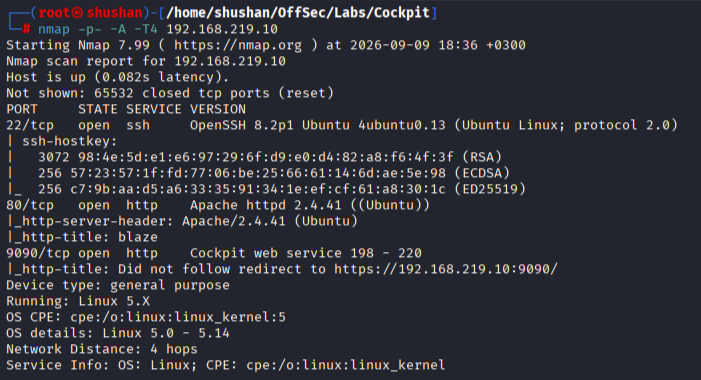 ┌──(root㉿shushan)-[/home/shushan/OffSec/Labs/Cockpit]
└─# nmap -p- -A -T4 192.168.219.10
Starting Nmap 7.99 ( https://nmap.org ) at 2026-09-09 18:36 +0300
Nmap scan report for 192.168.219.10
Host is up (0.082s latency).
Not shown: 65532 closed tcp ports (reset)
PORT     STATE SERVICE VERSION
22/tcp   open  ssh     OpenSSH 8.2p1 Ubuntu 4ubuntu0.13 (Ubuntu Linux; protocol 2.0)
| ssh-hostkey:
|   3072 98:4e:5d:e1:e6:97:29:6f:d9:e0:d4:82:a8:f6:4f:3f (RSA)
|   256 57:23:57:1f:fd:77:06:be:25:66:61:14:6d:ae:5e:98 (ECDSA)
|_  256 c7:9b:aa:d5:a6:33:35:91:34:1e:ef:cf:61:a8:30:1c (ED25519)
80/tcp   open  http    Apache httpd 2.4.41 ((Ubuntu))
|_http-server-header: Apache/2.4.41 (Ubuntu)
|_http-title: blaze
9090/tcp open  http    Cockpit web service 198 - 220
|_http-title: Did not follow redirect to https://192.168.219.10:9090/
Device type: general purpose
Running: Linux 5.X
OS CPE: cpe:/o:linux:linux_kernel:5
OS details: Linux 5.0 - 5.14
Network Distance: 4 hops
Service Info: OS: Linux; CPE: cpe:/o:linux:linux_kernel